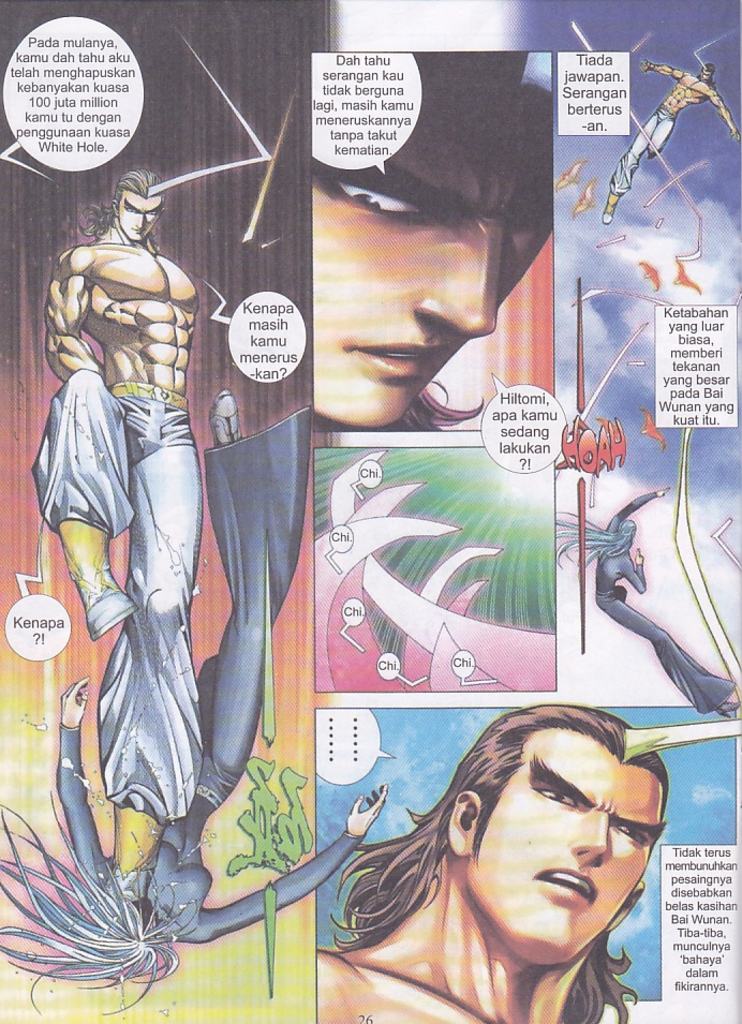 Pada mulanya,
kamu dah tahu aku
telah menghapuskan
kebanyakan kuasa
100 juta million
kamu tu dengan
penggunaan kuasa
White Hole.
Kenapa
masih
kamu
menerus
-kan?
Kenapa
?!
Dah tahu
serangan kau
tidak berguna
lagi, masih kamu
meneruskannya
tanpa takut
kematian.
Tiada
jawapan.
Serangan
berterus
-an.
Ketabahan
yang luar
biasa,
memberi
tekanan
yang besar
pada Bai
Wunan yang
kuat itu.
Hiltomi,
apa kamu
sedang
lakukan
?!
HOAH
Chi.
Chi.
Chi.
Chi.
Chi.
Tidak terus
membunuhkan
pesaingnya
disebabkan
belas kasihan
Bai Wunan.
Tiba-tiba,
munculnya
‘bahaya’
dalam
fikirannya.
26